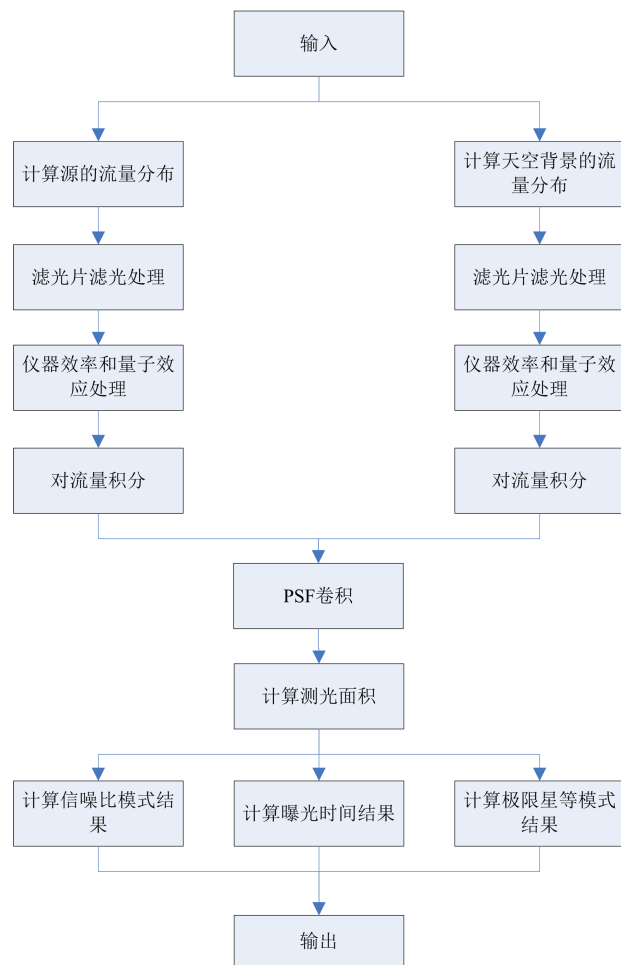 输入
计算源的流量分布
计算天空背景的流
量分布
滤光片滤光处理
滤光片滤光处理
仪器效率和量子效
应处理
仪器效率和量子效
应处理
对流量积分
对流量积分
PSF卷积
计算测光面积
计算信噪比模式结
果
计算曝光时间结果
计算极限星等模式
结果
输出